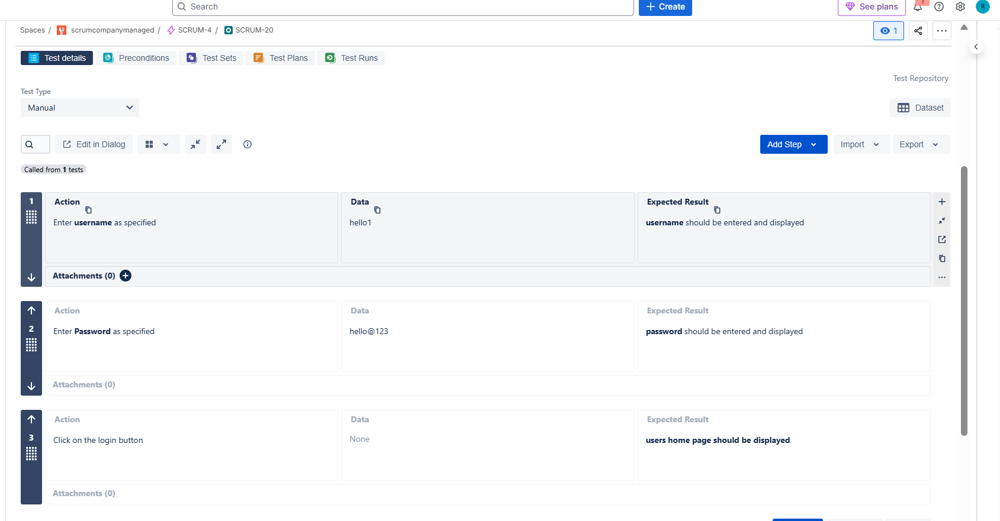 Search
Create
See plans
1
R
Spaces / scrumcompanymanaged / SCRUM-4 / SCRUM-20
1
Test details
Preconditions
Test Sets
Test Plans
Test Runs
Test Repository
Test Type
Manual
Dataset
Edit in Dialog
Add Step
Import
Export
Called from 1 tests
1
Action
Data
Expected Result
Enter username as specified
hello1
username should be entered and displayed
Attachments (0)
2
Action
Data
Expected Result
Enter Password as specified
hello@123
password should be entered and displayed
Attachments (0)
3
Action
Data
Expected Result
Click on the login button
None
users home page should be displayed
Attachments (0)